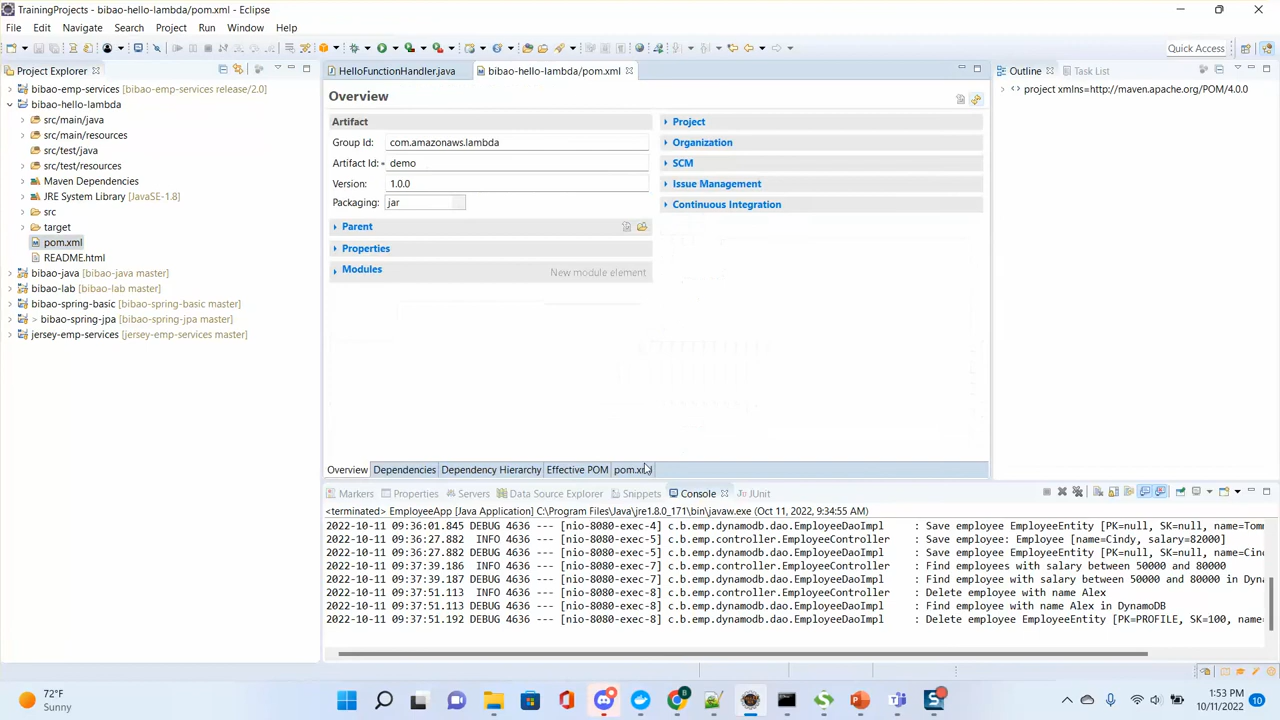 TrainingProjects - bibao-hello-lambda/pom.xml - Eclipse
File Edit Navigate Search Project Run Window Help
Quick Access
Project Explorer
bibao-emp-services [bibao-emp-services release/2.0]
bibao-hello-lambda
src/main/java
src/main/resources
src/test/java
src/test/resources
Maven Dependencies
JRE System Library [JavaSE-1.8]
src
target
pom.xml
README.html
bibao-java [bibao-java master]
bibao-lab [bibao-lab master]
bibao-spring-basic [bibao-spring-basic master]
> bibao-spring-jpa [bibao-spring-jpa master]
jersey-emp-services [jersey-emp-services master]
HelloFunctionHandler.java bibao-hello-lambda/pom.xml
Overview
Artifact
Group Id: com.amazonaws.lambda
Artifact Id:* demo
Version: 1.0.0
Packaging: jar
Parent
Properties
Modules New module element
Project
Organization
SCM
Issue Management
Continuous Integration
Overview Dependencies Dependency Hierarchy Effective POM pom.xml
Outline Task List
project xmlns=http://maven.apache.org/POM/4.0.0
Markers Properties Servers Data Source Explorer Snippets Console JUnit
<terminated> EmployeeApp [Java Application] C:\Program Files\Java\jre1.8.0_171\bin\javaw.exe (Oct 11, 2022, 9:34:55 AM)
2022-10-11 09:36:01.845 DEBUG 4636 --- [nio-8080-exec-4] c.b.emp.dynamodb.dao.EmployeeDaoImpl : Save employee EmployeeEntity [PK=null, SK=null, name=Tom
2022-10-11 09:36:27.882 INFO 4636 --- [nio-8080-exec-5] c.b.emp.controller.EmployeeController : Save employee: Employee [name=Cindy, salary=82000]
2022-10-11 09:36:27.882 DEBUG 4636 --- [nio-8080-exec-5] c.b.emp.dynamodb.dao.EmployeeDaoImpl : Save employee EmployeeEntity [PK=null, SK=null, name=Cin
2022-10-11 09:37:39.186 INFO 4636 --- [nio-8080-exec-7] c.b.emp.controller.EmployeeController : Find employees with salary between 50000 and 80000
2022-10-11 09:37:39.187 DEBUG 4636 --- [nio-8080-exec-7] c.b.emp.dynamodb.dao.EmployeeDaoImpl : Find employee with salary between 50000 and 80000 in Dyna
2022-10-11 09:37:51.113 INFO 4636 --- [nio-8080-exec-8] c.b.emp.controller.EmployeeController : Delete employee with name Alex
2022-10-11 09:37:51.113 DEBUG 4636 --- [nio-8080-exec-8] c.b.emp.dynamodb.dao.EmployeeDaoImpl : Find employee with name Alex in DynamoDB
2022-10-11 09:37:51.192 DEBUG 4636 --- [nio-8080-exec-8] c.b.emp.dynamodb.dao.EmployeeDaoImpl : Delete employee EmployeeEntity [PK=PROFILE, SK=100, name
72°F
Sunny
1:53 PM
10/11/2022
10